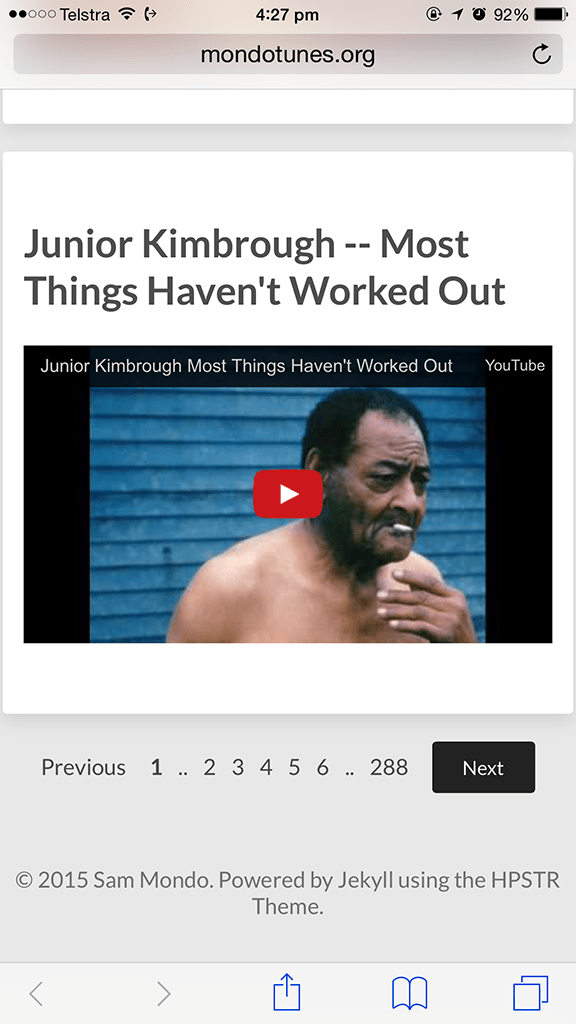 Telstra 4:27 pm 92%
mondotunes.org
Junior Kimbrough -- Most
Things Haven't Worked Out
Junior Kimbrough Most Things Haven't Worked Out YouTube
Previous 1 .. 2 3 4 5 6 .. 288 Next
© 2015 Sam Mondo. Powered by Jekyll using the HPSTR
Theme.